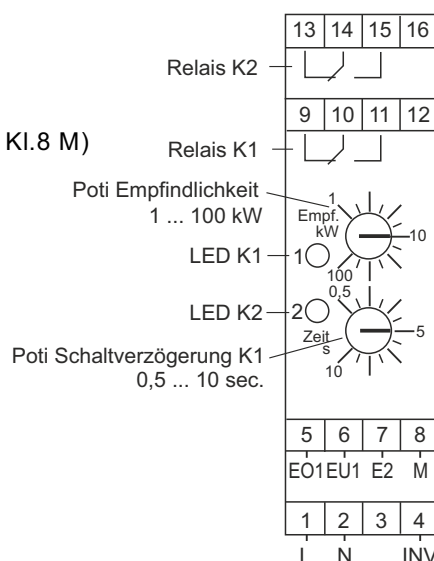 13 14 15 16
Relais K2
9 10 11 12
Kl.8 M)
Relais K1
Poti Empfindlichkeit
1 ... 100 kW
1
Empf.
kW
10
100
LED K1
1
LED K2
2
0,5
Zeit
s
5
10
Poti Schaltverzögerung K1
0,5 ... 10 sec.
5 6 7 8
EO1 EU1 E2 M
1 2 3 4
L N INV